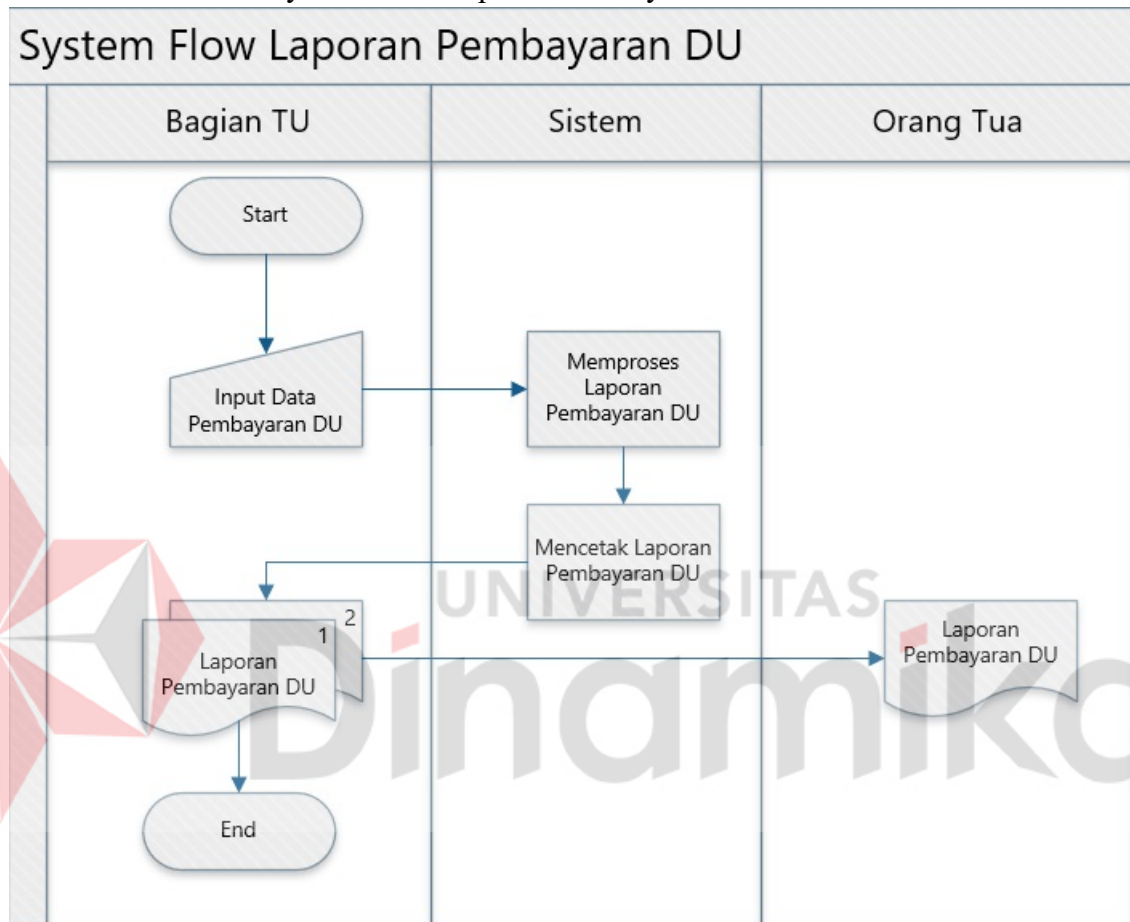 System Flow Laporan Pembayaran DU
Bagian TU
Sistem
Orang Tua
Start
Input Data
Pembayaran DU
Memproses
Laporan
Pembayaran DU
Mencetak Laporan
Pembayaran DU
UNIVERSITAS
Dinamika
1
2
Laporan
Pembayaran DU
Laporan
Pembayaran DU
End